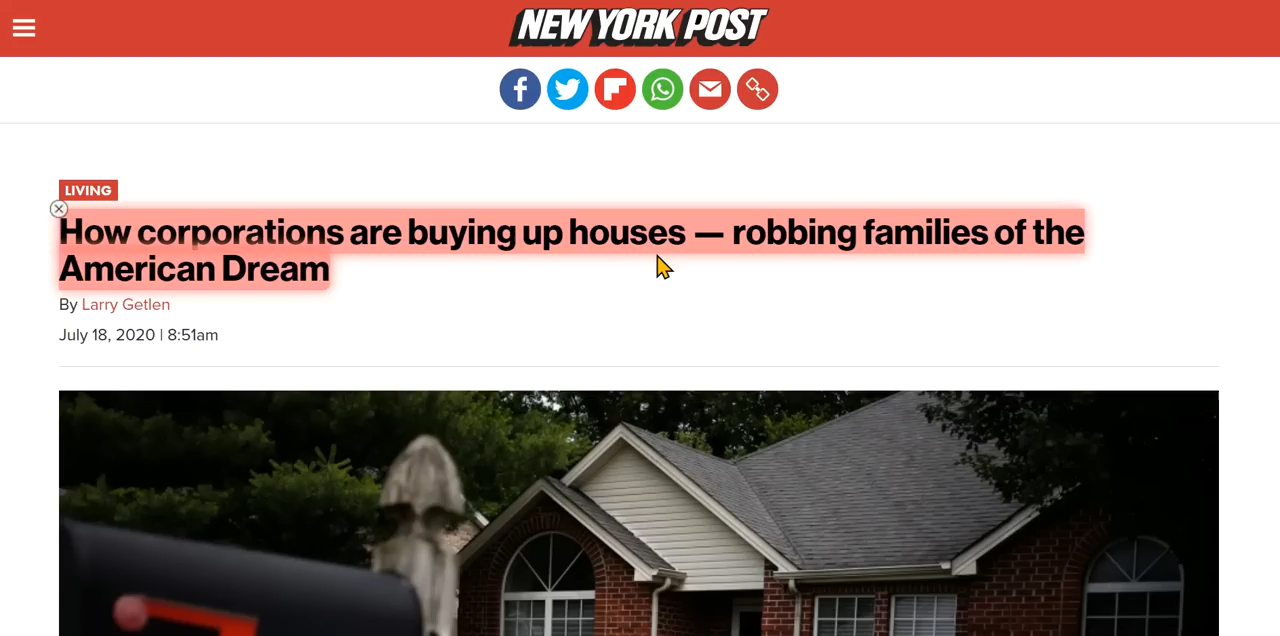 NEW YORK POST
LIVING
How corporations are buying up houses — robbing families of the
American Dream
By Larry Getlen
July 18, 2020 | 8:51am